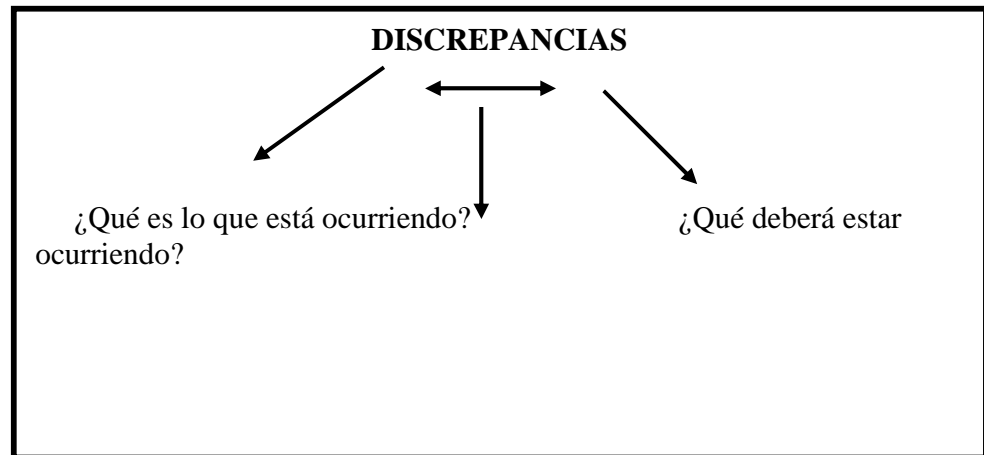 DISCREPANCIAS
¿Qué es lo que está ocurriendo? ¿Qué deberá estar
ocurriendo?